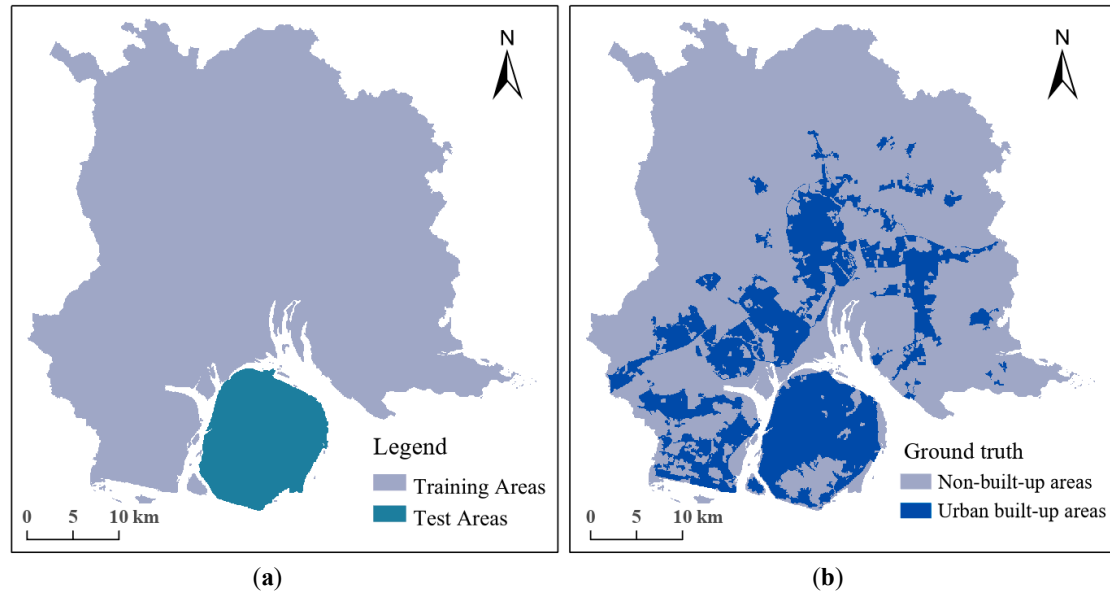 N
Legend
Training Areas
Test Areas
0 5 10 km
(a)
N
Ground truth
Non-built-up areas
Urban built-up areas
0 5 10 km
(b)